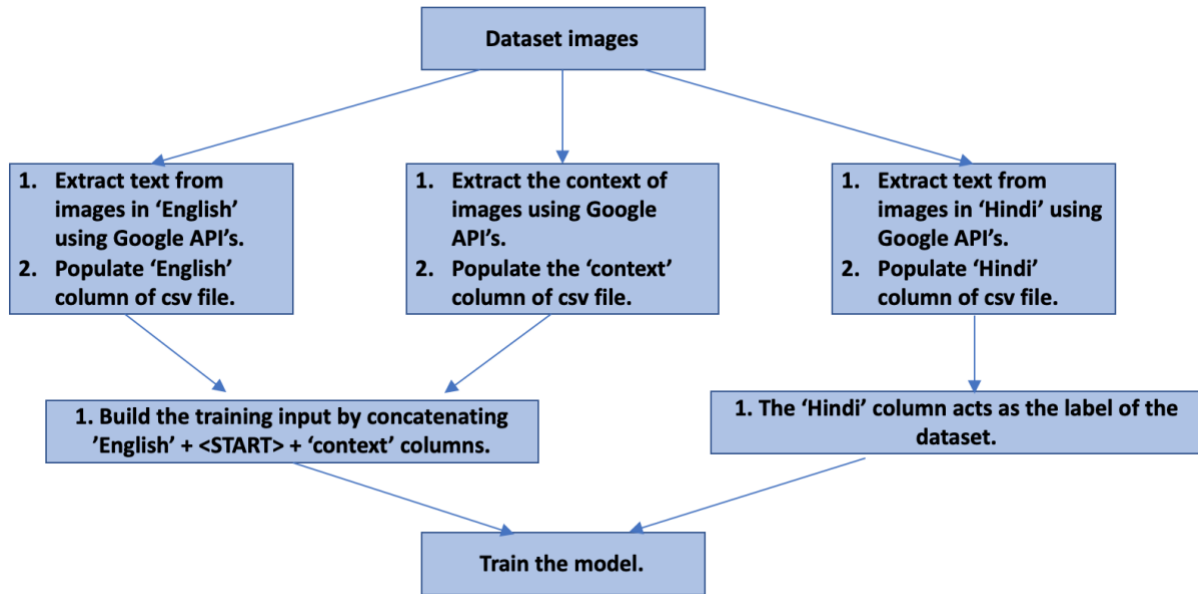 Dataset images
1. Extract text from
images in ‘English’
using Google API’s.
2. Populate ‘English’
column of csv file.
1. Extract the context of
images using Google
API’s.
2. Populate the ‘context’
column of csv file.
1. Extract text from
images in ‘Hindi’ using
Google API’s.
2. Populate ‘Hindi’
column of csv file.
1. Build the training input by concatenating
’English’ + <START> + ‘context’ columns.
1. The ‘Hindi’ column acts as the label of the
dataset.
Train the model.